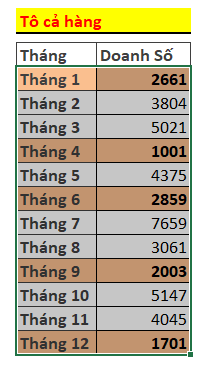 Tô cả hàng
Tháng Doanh Số
Tháng 1 2661
Tháng 2 3804
Tháng 3 5021
Tháng 4 1001
Tháng 5 4375
Tháng 6 2859
Tháng 7 7659
Tháng 8 3061
Tháng 9 2003
Tháng 10 5147
Tháng 11 4045
Tháng 12 1701